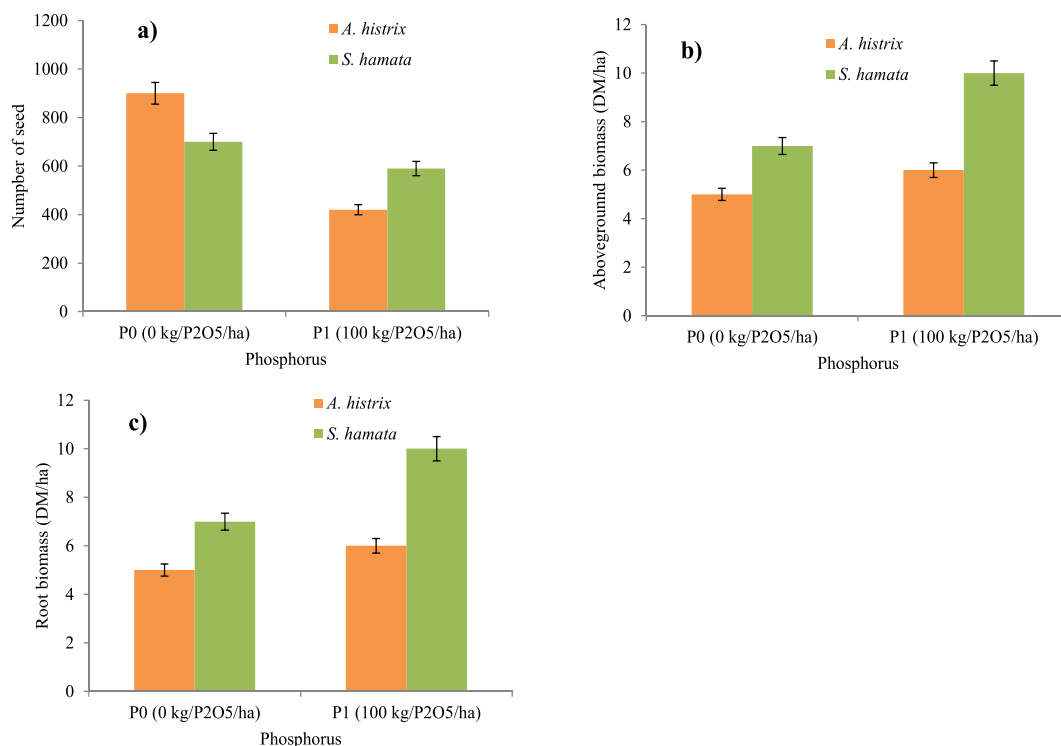 a)
A. histrix
S. hamata
Numpber of seed
1200
1000
800
600
400
200
0
P0 (0 kg/P2O5/ha)
P1 (100 kg/P2O5/ha)
Phosphorus
b)
A. histrix
S. hamata
Aboveground biomass (DM/ha)
12
10
8
6
4
2
0
P0 (0 kg/P2O5/ha)
P1 (100 kg/P2O5/ha)
Phosphorus
c)
A. histrix
S. hamata
Root biomass (DM/ha)
12
10
8
6
4
2
0
P0 (0 kg/P2O5/ha)
P1 (100 kg/P2O5/ha)
Phosphorus